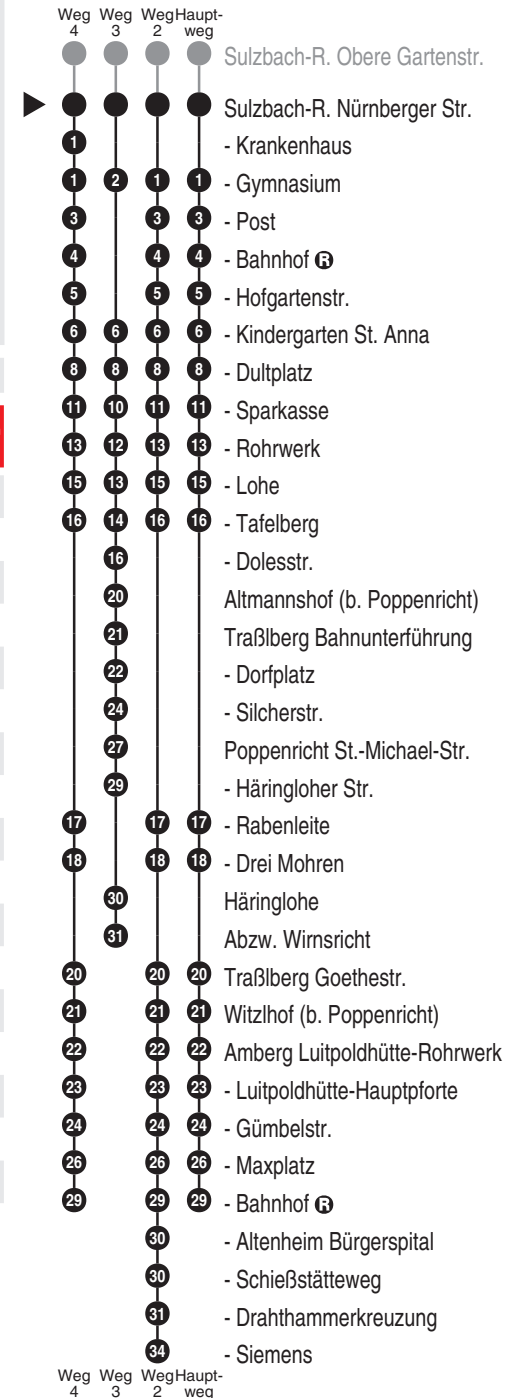 Weg Weg Weg Haupt-
4 3 2 weg
Sulzbach-R. Obere Gartenstr.
Sulzbach-R. Nürnberger Str.
1 - Krankenhaus
1 2 1 1 - Gymnasium
3 3 3 - Post
4 4 4 - Bahnhof R
5 5 5 - Hofgartenstr.
6 6 6 6 - Kindergarten St. Anna
8 8 8 8 - Dultplatz
11 10 11 11 - Sparkasse
13 12 13 13 - Rohrwerk
15 13 15 15 - Lohe
16 14 16 16 - Tafelberg
16 - Dolesstr.
20 Altmannshof (b. Poppenricht)
21 Traßlberg Bahnunterführung
22 - Dorfplatz
24 - Silcherstr.
27 Poppenricht St.-Michael-Str.
29 - Häringloher Str.
17 17 17 - Rabenleite
18 18 18 - Drei Mohren
30 Häringlohe
31 Abzw. Wirnsricht
20 20 20 Traßlberg Goethestr.
21 21 21 Witzlhof (b. Poppenricht)
22 22 22 Amberg Luitpoldhütte-Rohrwerk
23 23 23 - Luitpoldhütte-Hauptpforte
24 24 24 - Gümbelstr.
26 26 26 - Maxplatz
29 29 29 - Bahnhof R
30 - Altenheim Bürgerspital
30 - Schießstätteweg
31 - Drahthammerkreuzung
34 - Siemens
Weg Weg Weg Haupt-
4 3 2 weg